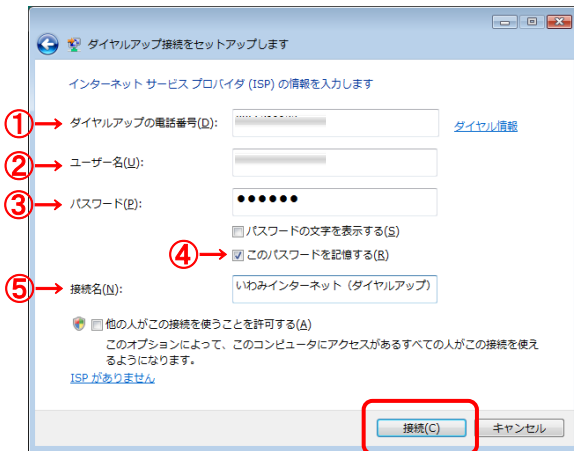 ダイヤルアップ接続をセットアップします
インターネット サービス プロバイダ (ISP) の情報を入力します
① ダイヤルアップの電話番号(D): ダイヤル情報
② ユーザー名(U):
③ パスワード(P): ●●●●●●
パスワードの文字を表示する(S)
④ このパスワードを記憶する(R)
⑤ 接続名(N): いわみインターネット (ダイヤルアップ)
他の人がこの接続を使うことを許可する(A)
このオプションによって、このコンピュータにアクセスがあるすべての人がこの接続を使え
るようになります。
ISP がありません
接続(C) キャンセル